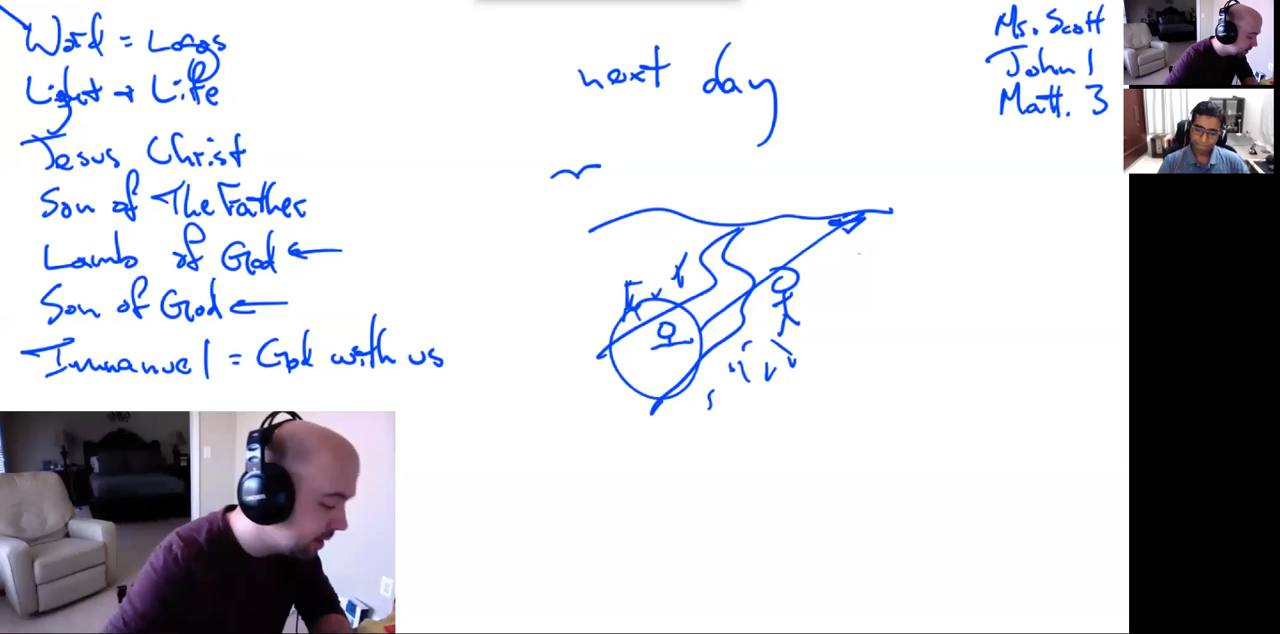 Word = Logos
Light + Life
Jesus Christ
Son of The Father
Lamb of God ←
Son of God ←
Immanuel = God with us
next day
Ms. Scott
John 1
Matt. 3